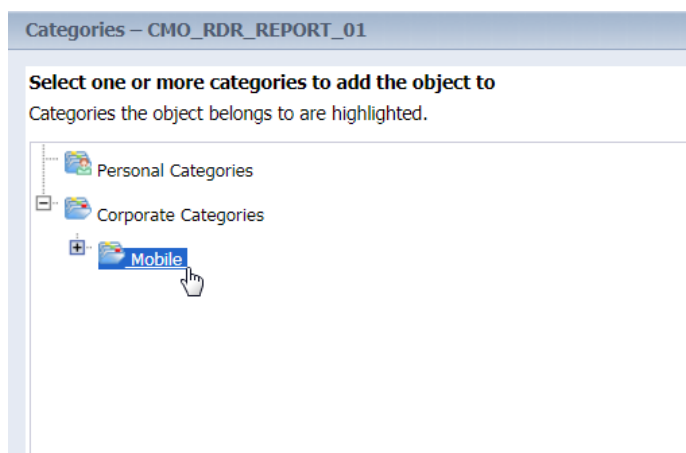 Categories – CMO_RDR_REPORT_01
Select one or more categories to add the object to
Categories the object belongs to are highlighted.
Personal Categories
Corporate Categories
Mobile